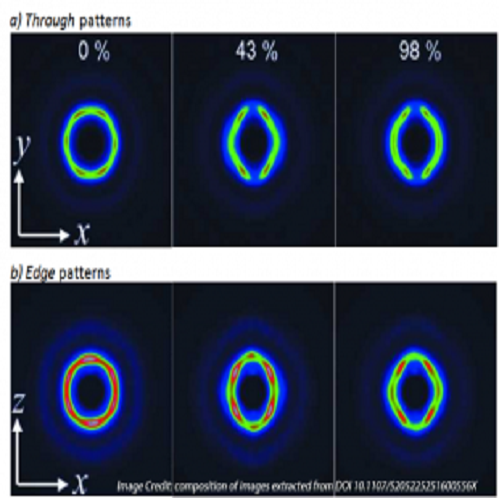 a) Through patterns
0 % 43 % 98 %
y
x
b) Edge patterns
z
x
Image Credit: composition of images extracted from DOI 10.1107/S205225251600556X